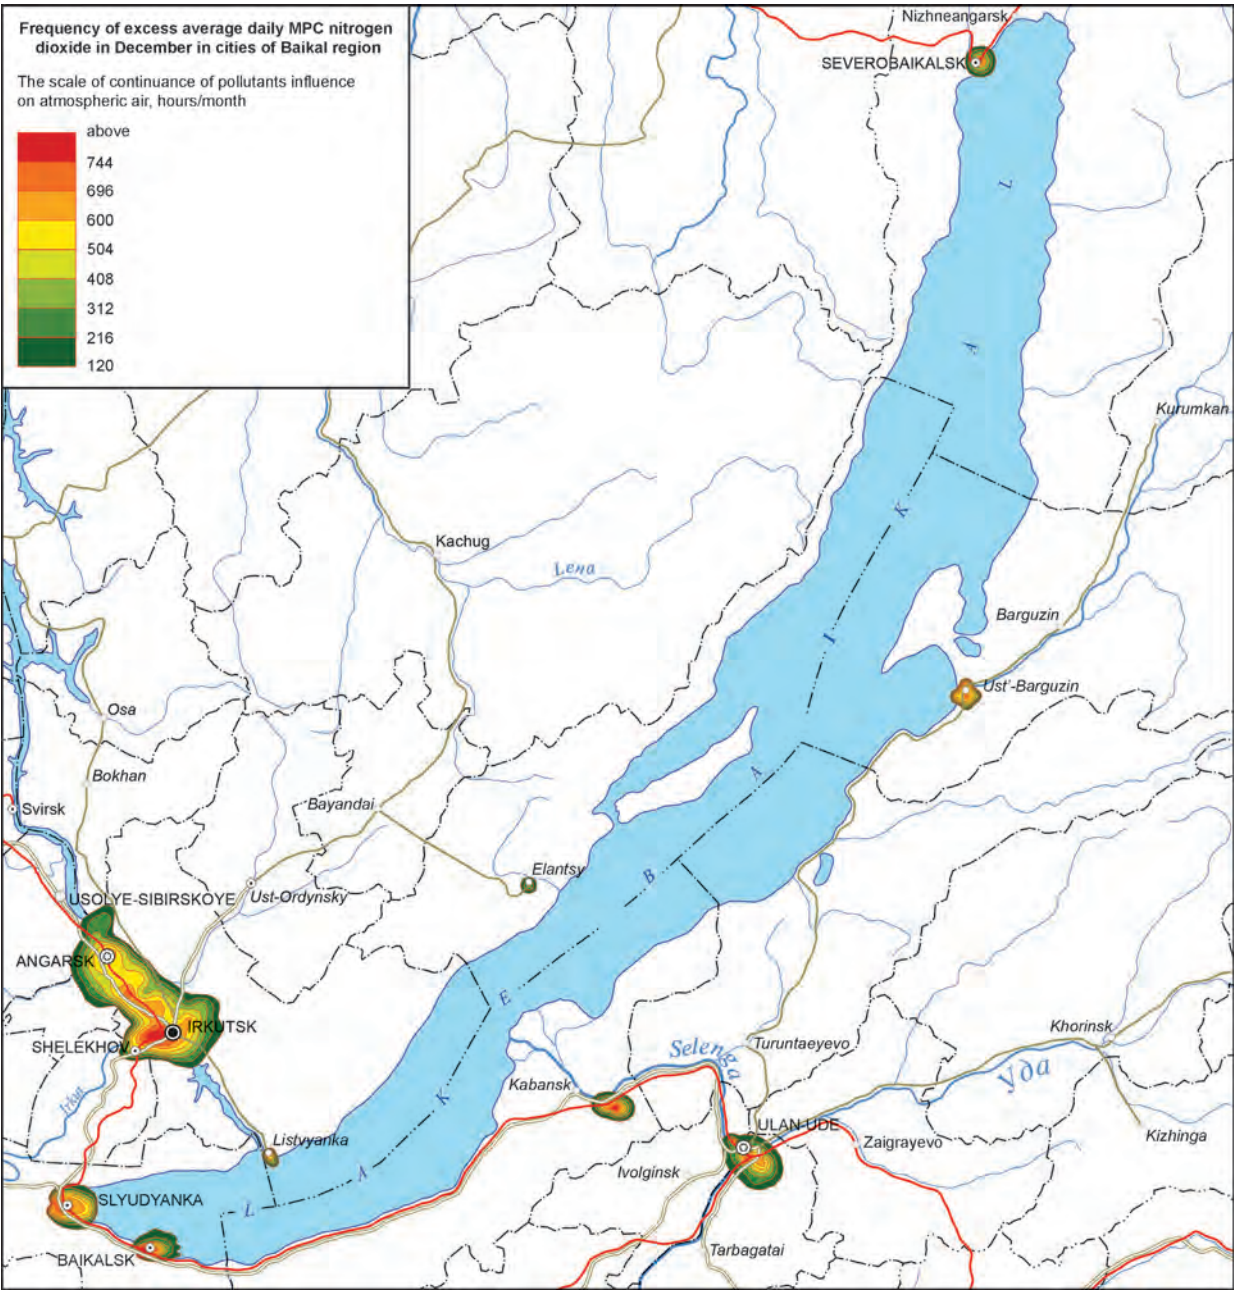 Frequency of excess average daily MPC nitrogen
dioxide in December in cities of Baikal region
The scale of continuance of pollutants influence
on atmospheric air, hours/month
above
744
696
600
504
408
312
216
120
Nizhneangarsk
SEVEROBAIKALSK
Kurumkan
Kachug
Lena
Barguzin
Ust'-Barguzin
Osa
Bokhan
Svirsk
Bayandai
Elantsy
USOLYE-SIBIRSKOYE
Ust-Ordynsky
ANGARSK
IRKUTSK
SHELEKHOV
Irkut
Khorinsk
Turuntaeyevo
Selenga
Уда
Kabansk
ULAN-UDE
Zaigrayevo
Kizhinga
Listvyanka
Ivolginsk
SLYUDYANKA
BAIKALSK
Tarbagatai
L A K E B A I K A L